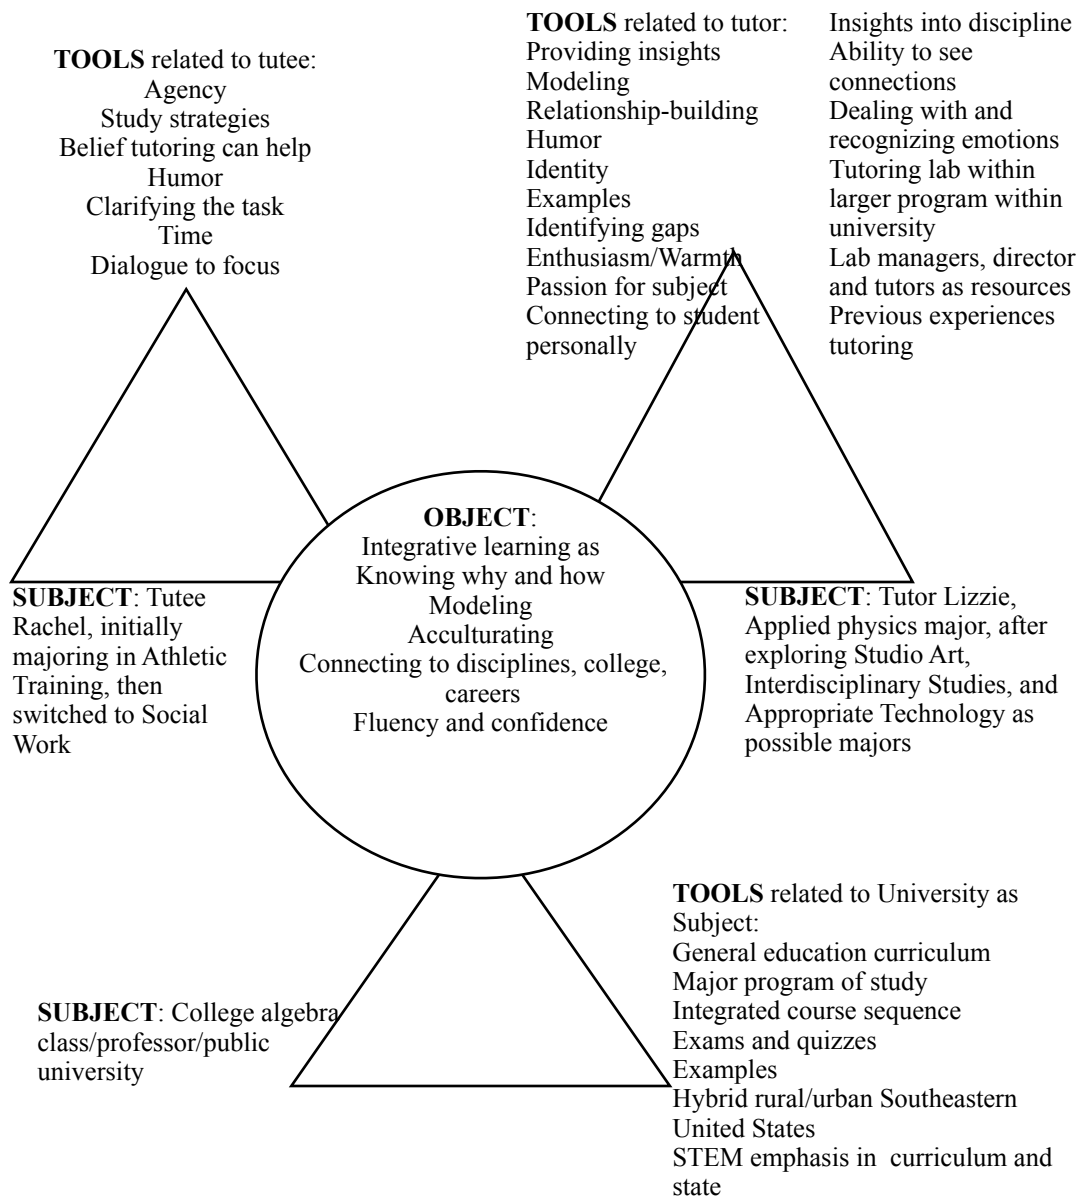 TOOLS related to tutee:
Agency
Study strategies
Belief tutoring can help
Humor
Clarifying the task
Time
Dialogue to focus
TOOLS related to tutor:
Providing insights
Modeling
Relationship-building
Humor
Identity
Examples
Identifying gaps
Enthusiasm/Warmth
Passion for subject
Connecting to student
personally
Insights into discipline
Ability to see
connections
Dealing with and
recognizing emotions
Tutoring lab within
larger program within
university
Lab managers, director
and tutors as resources
Previous experiences
tutoring
OBJECT:
Integrative learning as
Knowing why and how
Modeling
Acculturating
Connecting to disciplines, college,
careers
Fluency and confidence
SUBJECT: Tutee
Rachel, initially
majoring in Athletic
Training, then
switched to Social
Work
SUBJECT: Tutor Lizzie,
Applied physics major, after
exploring Studio Art,
Interdisciplinary Studies, and
Appropriate Technology as
possible majors
SUBJECT: College algebra
class/professor/public
university
TOOLS related to University as
Subject:
General education curriculum
Major program of study
Integrated course sequence
Exams and quizzes
Examples
Hybrid rural/urban Southeastern
United States
STEM emphasis in  curriculum and
state